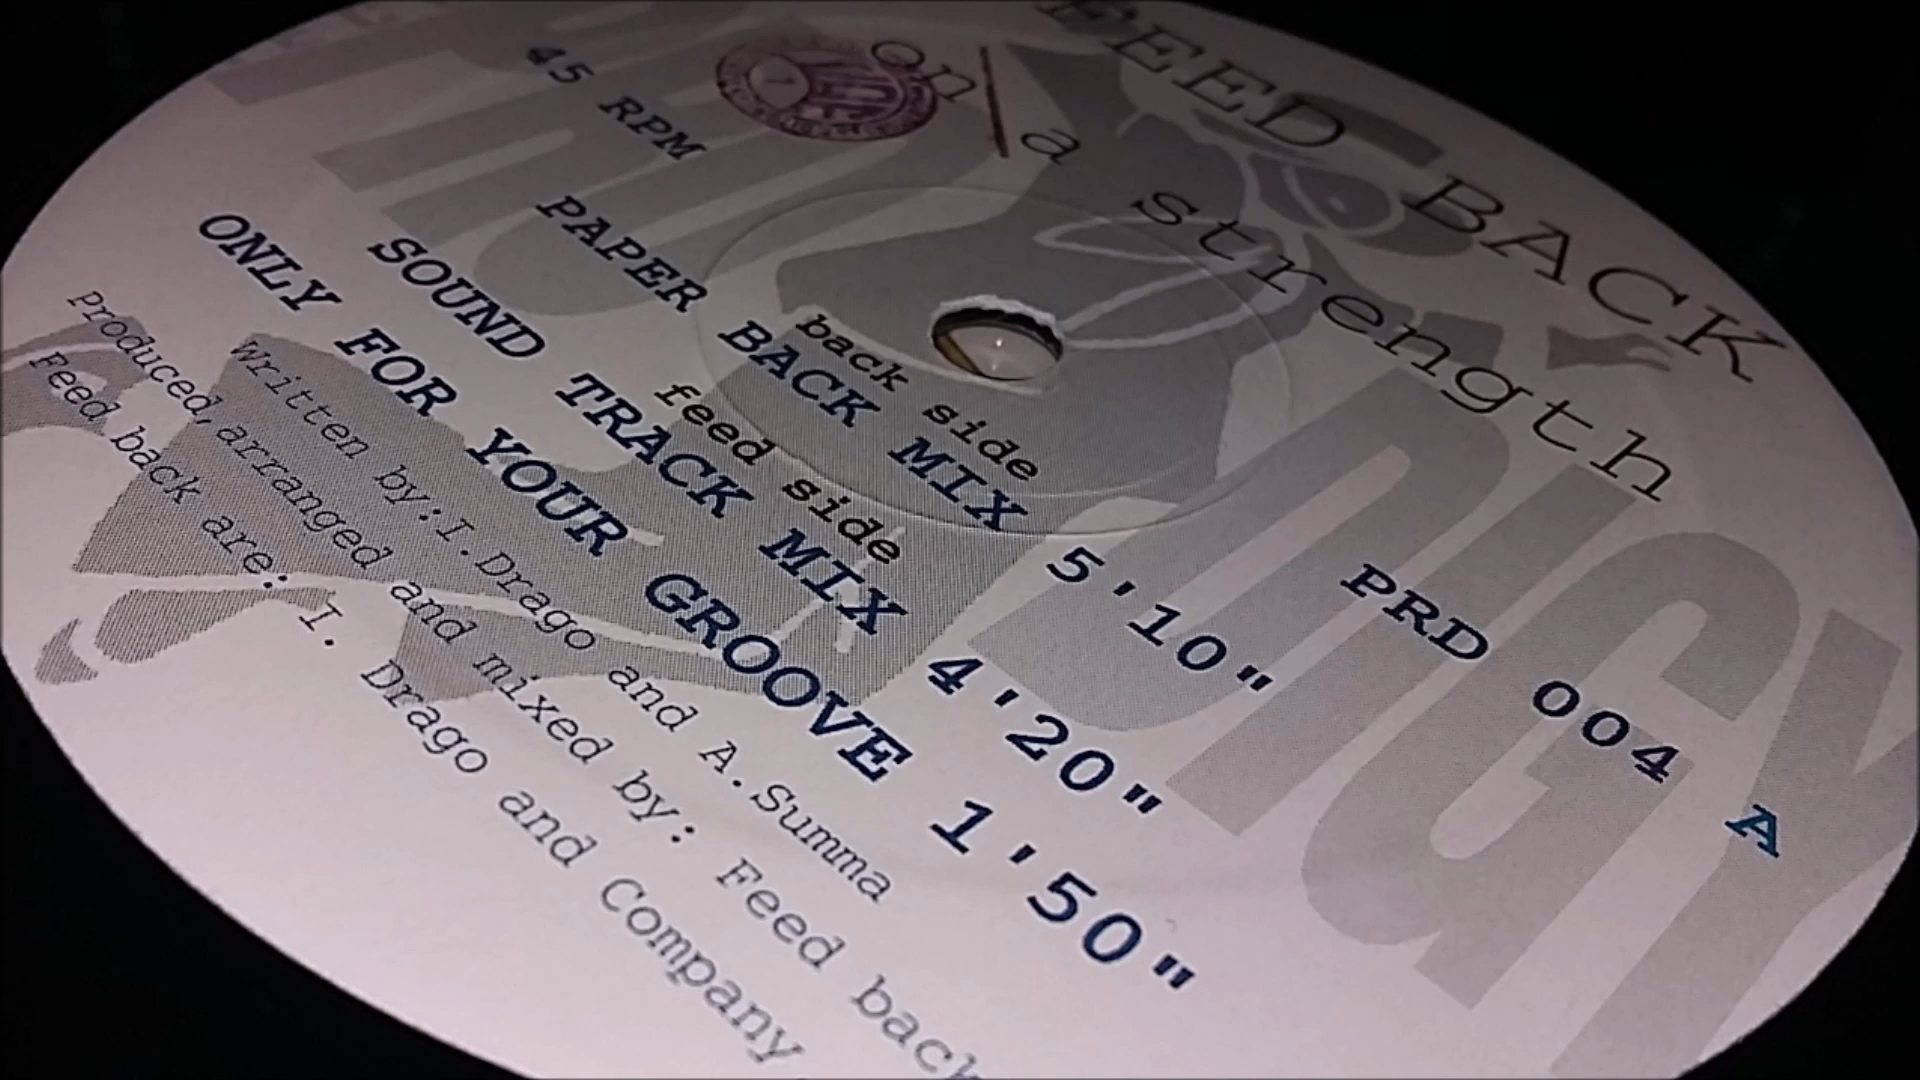 FEED BACK
on a strength
45 RPM
PRD 004 A
back side
PAPER BACK MIX 5'10"
feed side
SOUND TRACK MIX 4'20"
ONLY FOR YOUR GROOVE 1'50"
Written by:I.Drago and A.Summa
Produced,arranged and mixed by: Feed back
Feed back are: I. Drago and Company